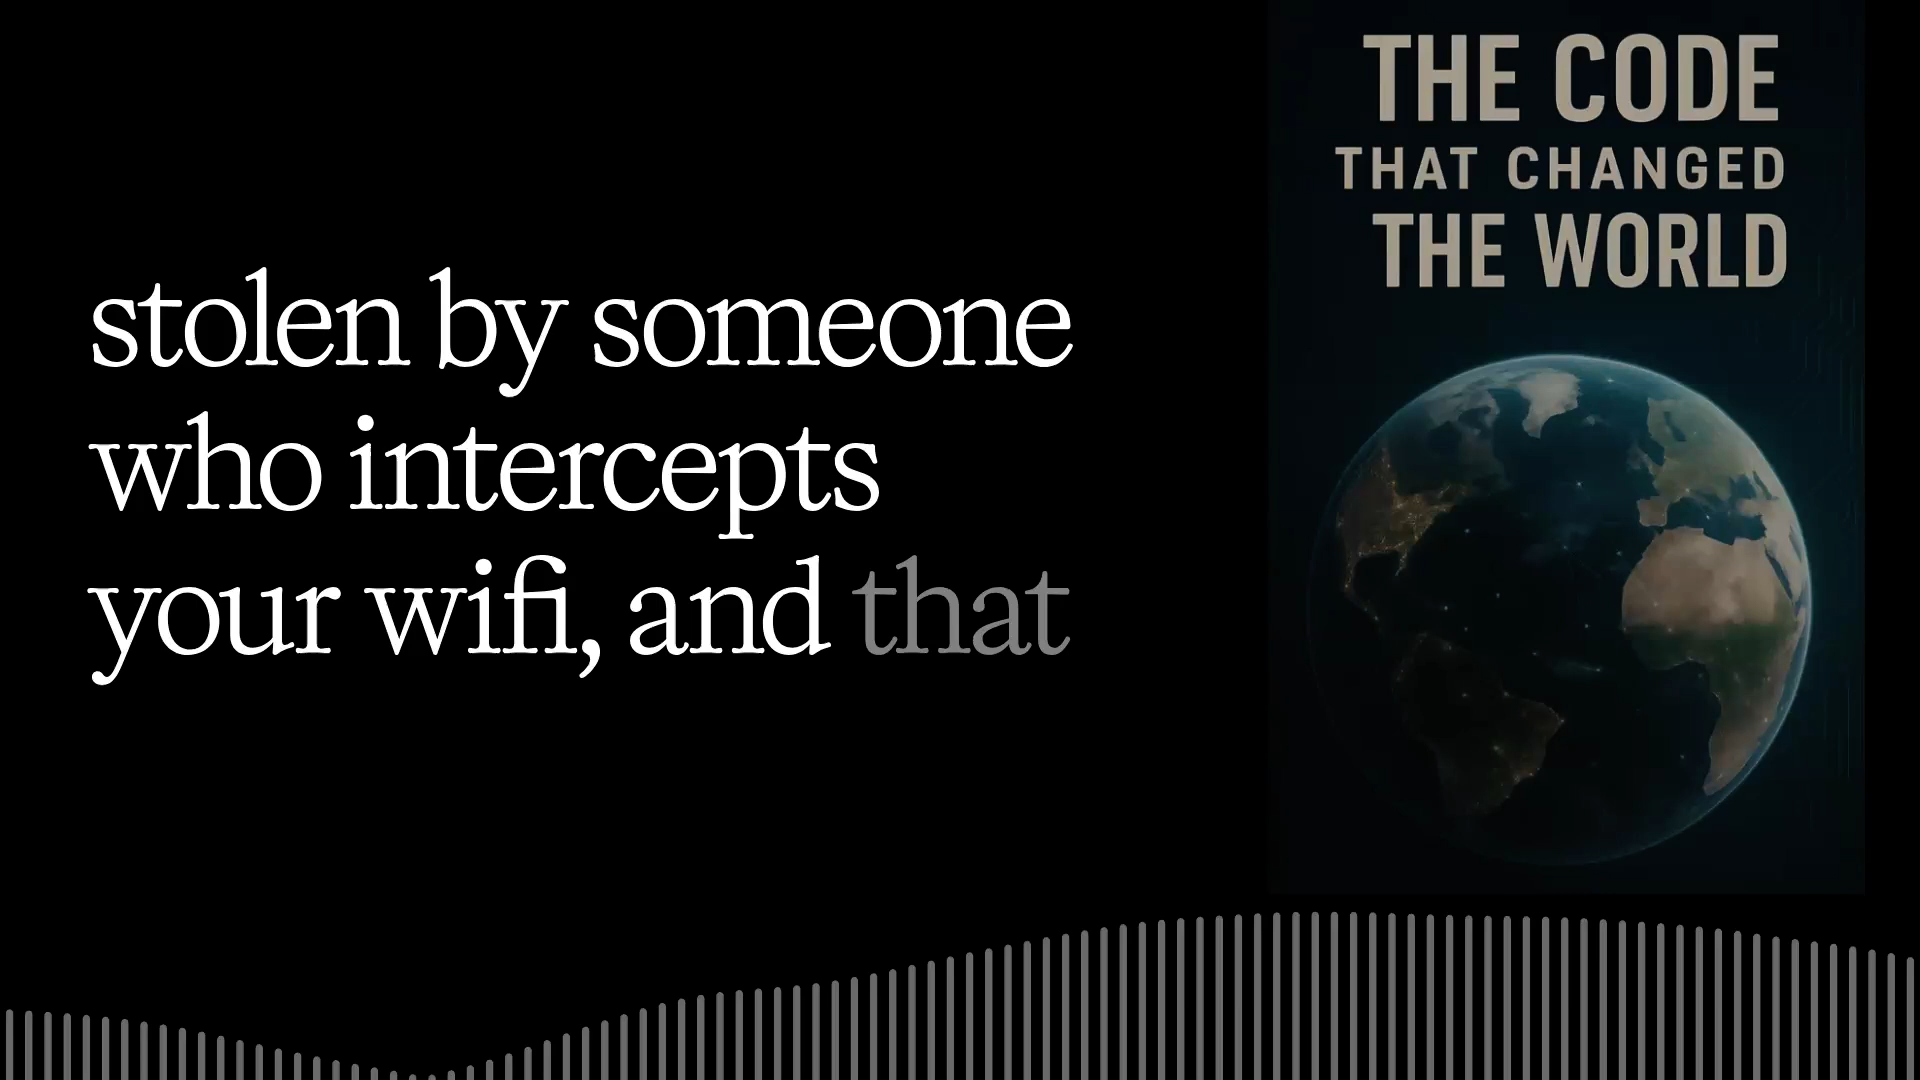 stolen by someone
who intercepts
your wifi, and that
THE CODE
THAT CHANGED
THE WORLD